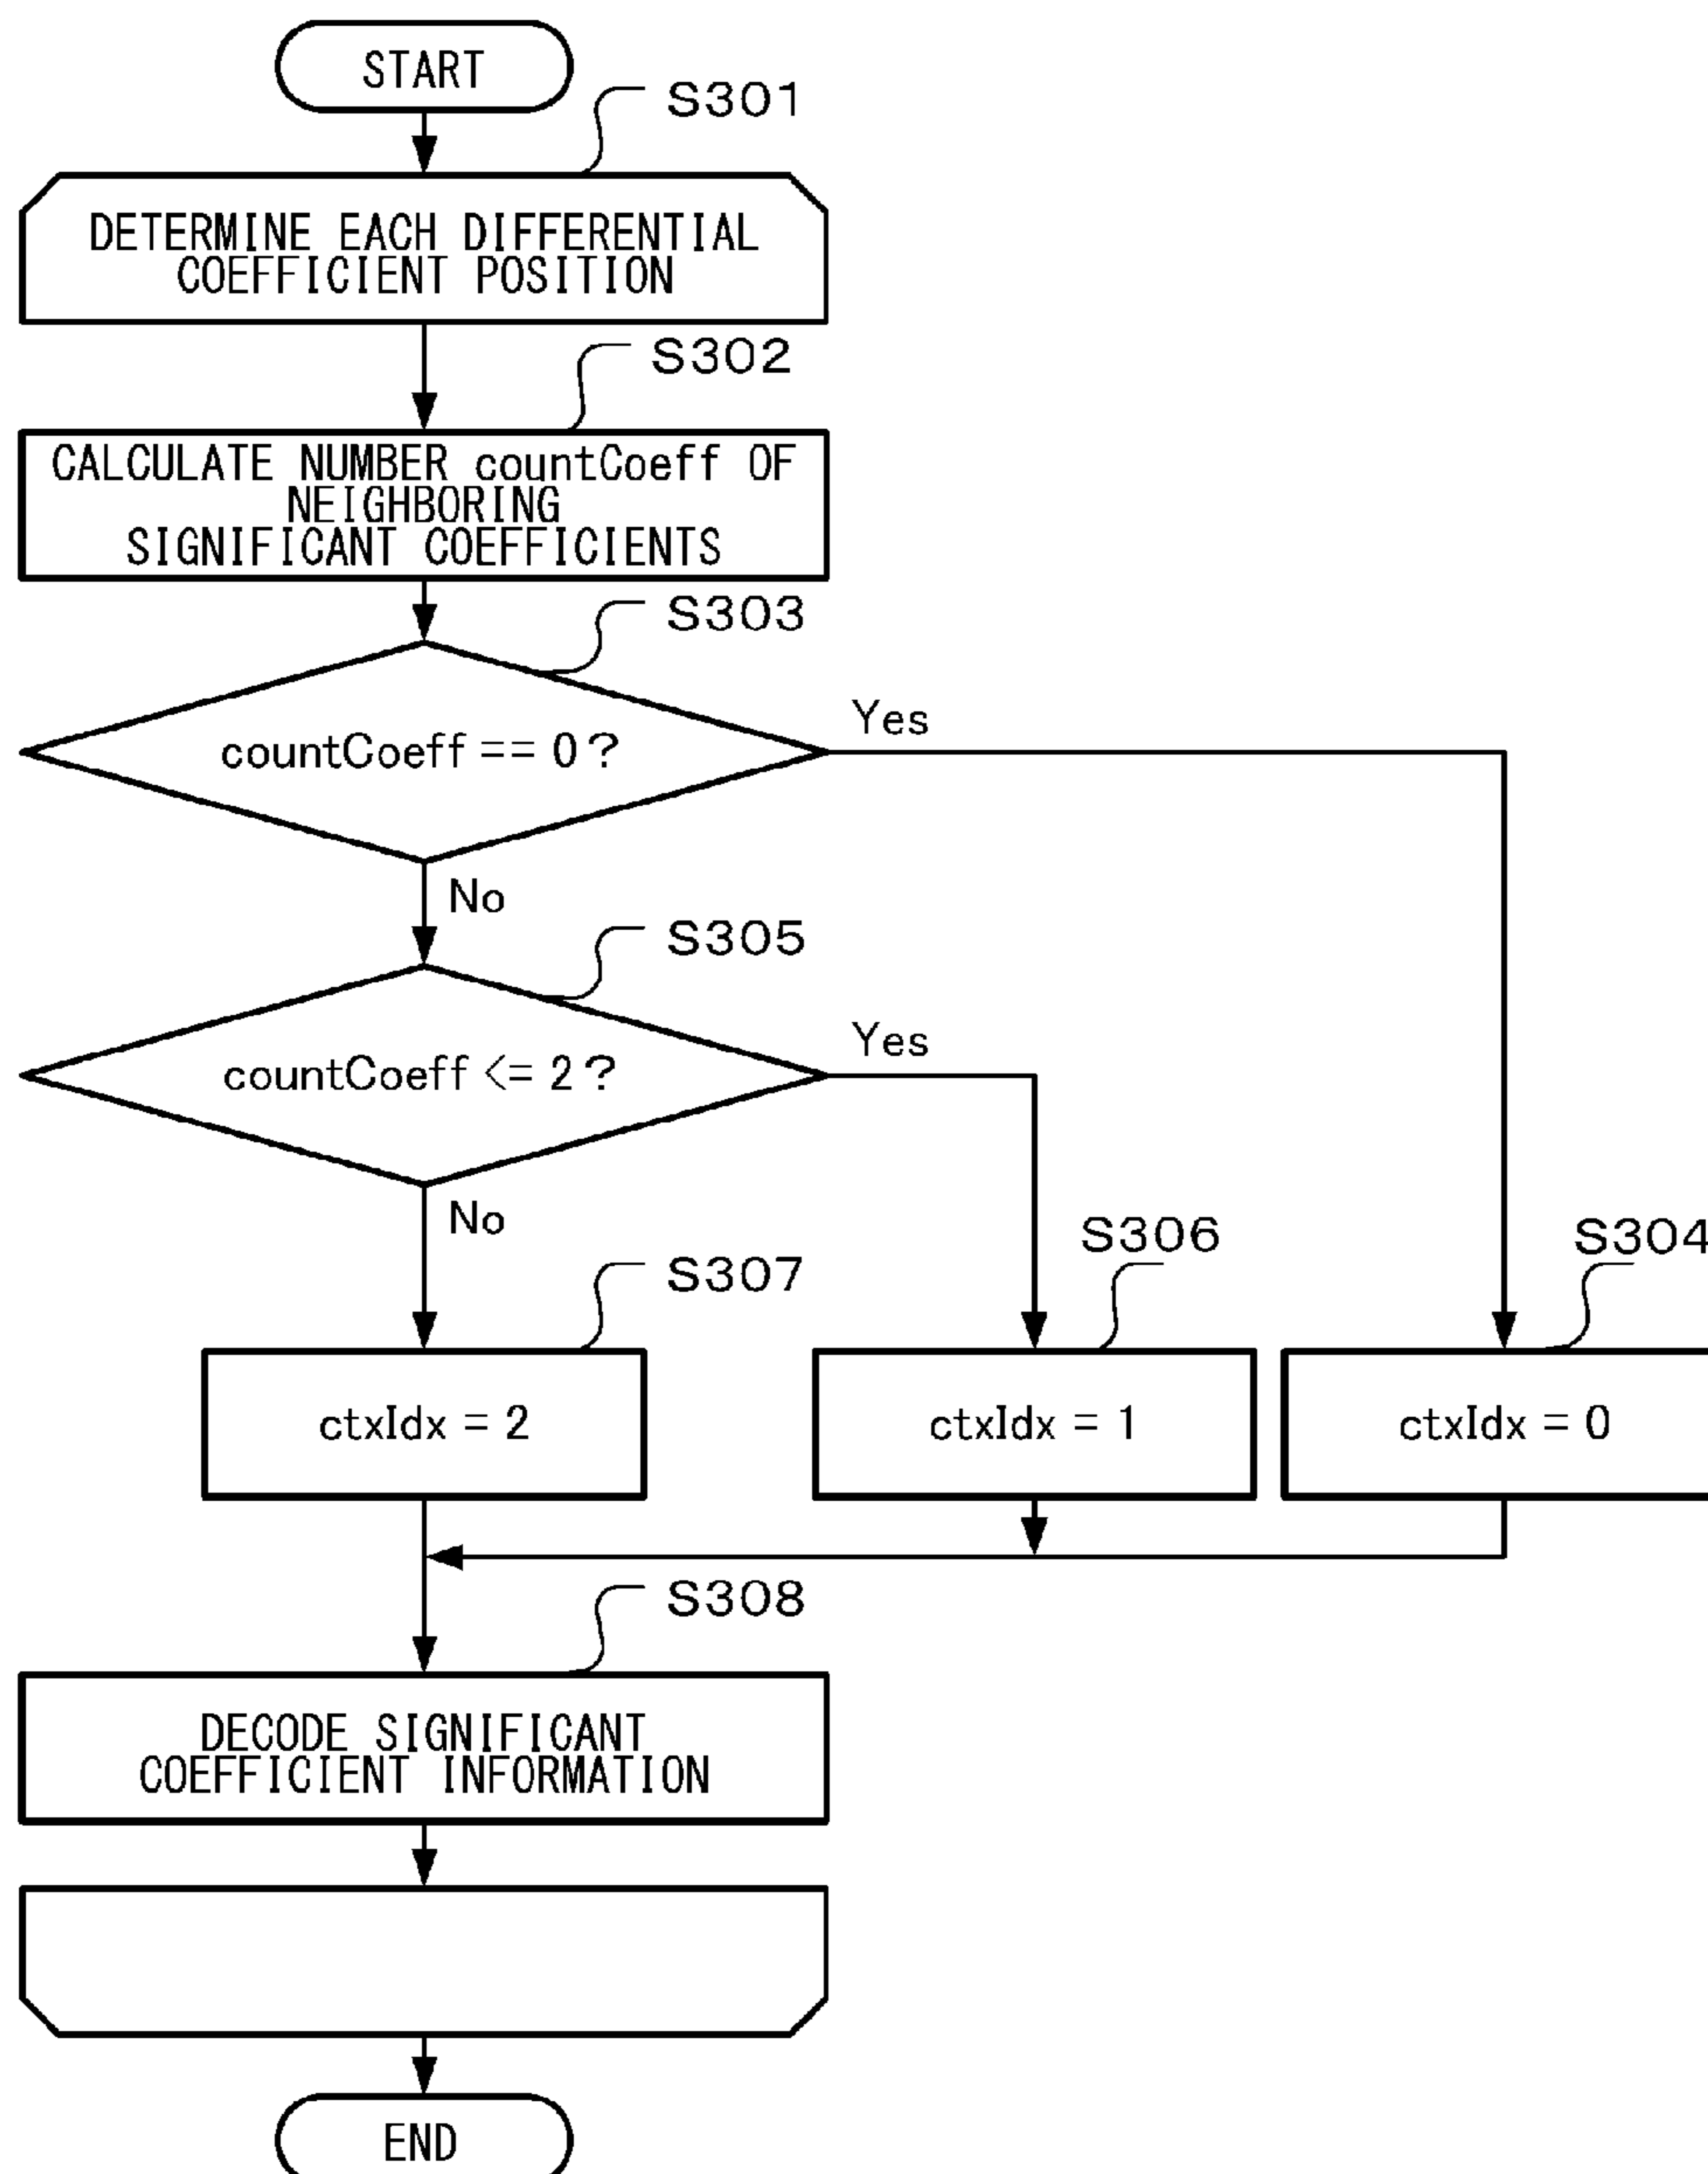 START
S301
DETERMINE EACH DIFFERENTIAL
COEFFICIENT POSITION
S302
CALCULATE NUMBER countCoeff OF
NEIGHBORING
SIGNIFICANT COEFFICIENTS
S303
countCoeff == 0 ?
Yes
No
S305
countCoeff <= 2 ?
Yes
No
S307
S306
S304
ctxIdx = 2
ctxIdx = 1
ctxIdx = 0
S308
DECODE SIGNIFICANT
COEFFICIENT INFORMATION
END